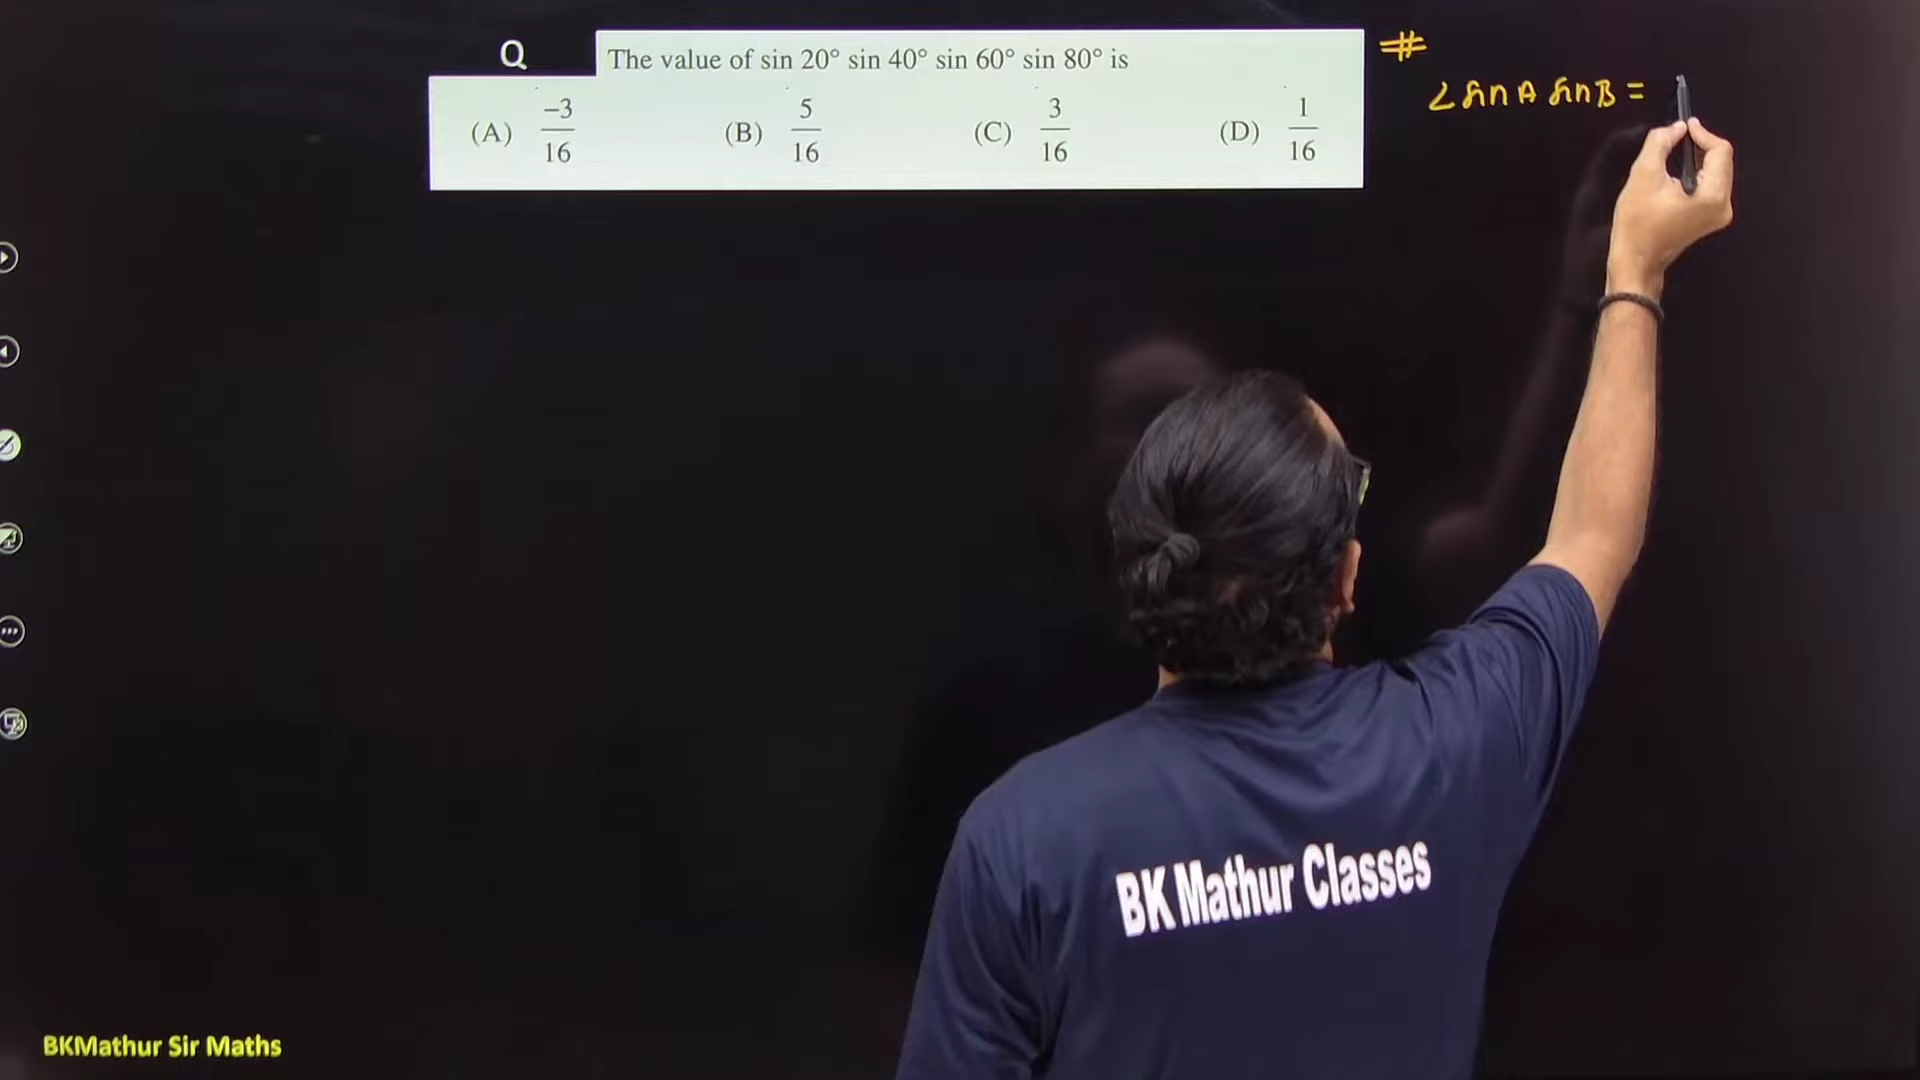 Q The value of sin 20° sin 40° sin 60° sin 80° is
(A) −3/16 (B) 5/16 (C) 3/16 (D) 1/16
#
2 sin A sin B =
BK Mathur Classes
BKMathur Sir Maths